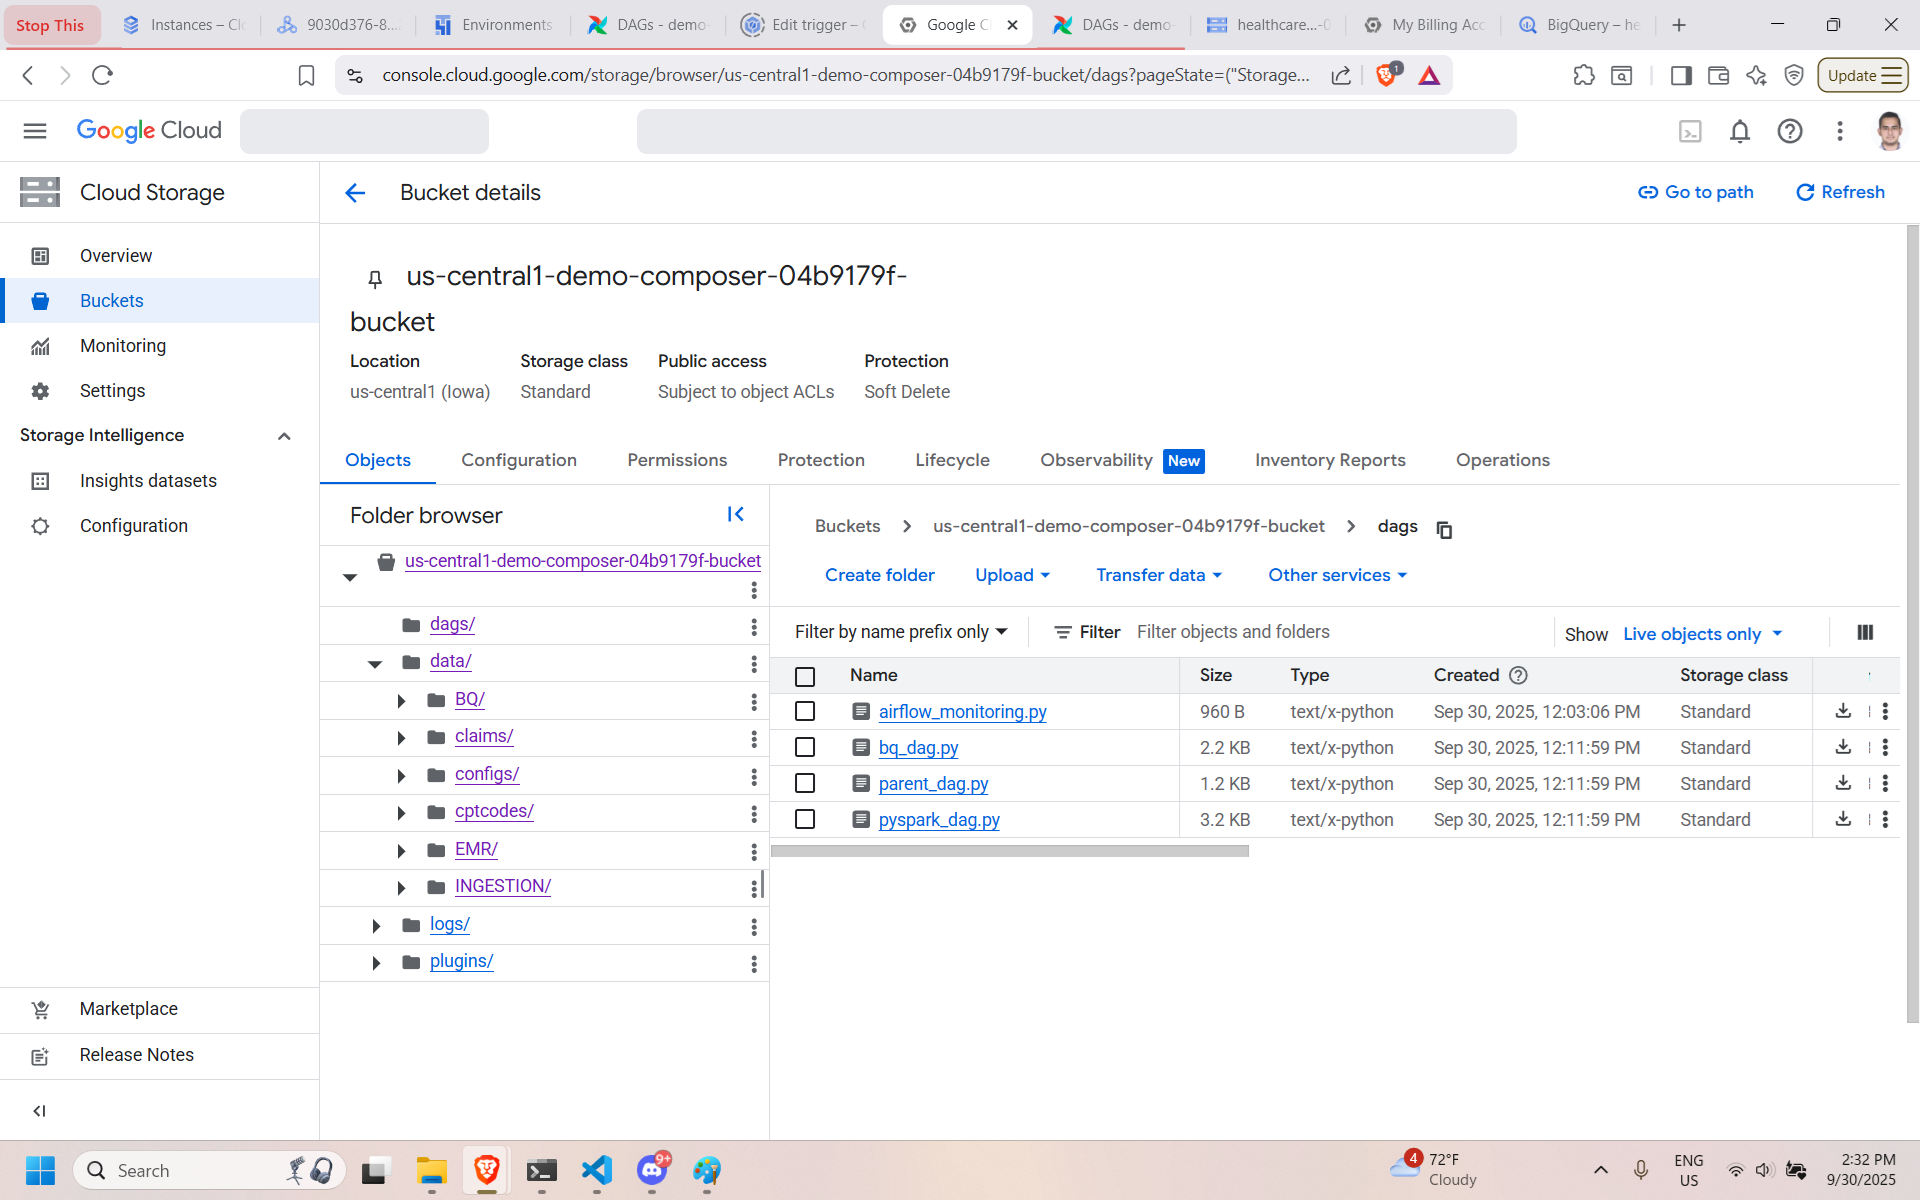 Stop This
Instances – Clo
9030d376-8...
Environments
DAGs - demo-
Edit trigger – C
Google C
DAGs - demo-
healthcare...-0
My Billing Acc
BigQuery – he
console.cloud.google.com/storage/browser/us-central1-demo-composer-04b9179f-bucket/dags?pageState=("Storage...
1
Update
Google Cloud
Cloud Storage
Bucket details
Go to path
Refresh
Overview
Buckets
Monitoring
Settings
Storage Intelligence
Insights datasets
Configuration
Marketplace
Release Notes
us-central1-demo-composer-04b9179f-
bucket
Location
Storage class
Public access
Protection
us-central1 (Iowa)
Standard
Subject to object ACLs
Soft Delete
Objects
Configuration
Permissions
Protection
Lifecycle
Observability New
Inventory Reports
Operations
Folder browser
us-central1-demo-composer-04b9179f-bucket
dags/
data/
BQ/
claims/
configs/
cptcodes/
EMR/
INGESTION/
logs/
plugins/
Buckets > us-central1-demo-composer-04b9179f-bucket > dags
Create folder
Upload
Transfer data
Other services
Filter by name prefix only
Filter
Filter objects and folders
Show Live objects only
Name Size Type Created Storage class
airflow_monitoring.py 960 B text/x-python Sep 30, 2025, 12:03:06 PM Standard
bq_dag.py 2.2 KB text/x-python Sep 30, 2025, 12:11:59 PM Standard
parent_dag.py 1.2 KB text/x-python Sep 30, 2025, 12:11:59 PM Standard
pyspark_dag.py 3.2 KB text/x-python Sep 30, 2025, 12:11:59 PM Standard
Search
9+
4
72°F
Cloudy
ENG
US
2:32 PM
9/30/2025